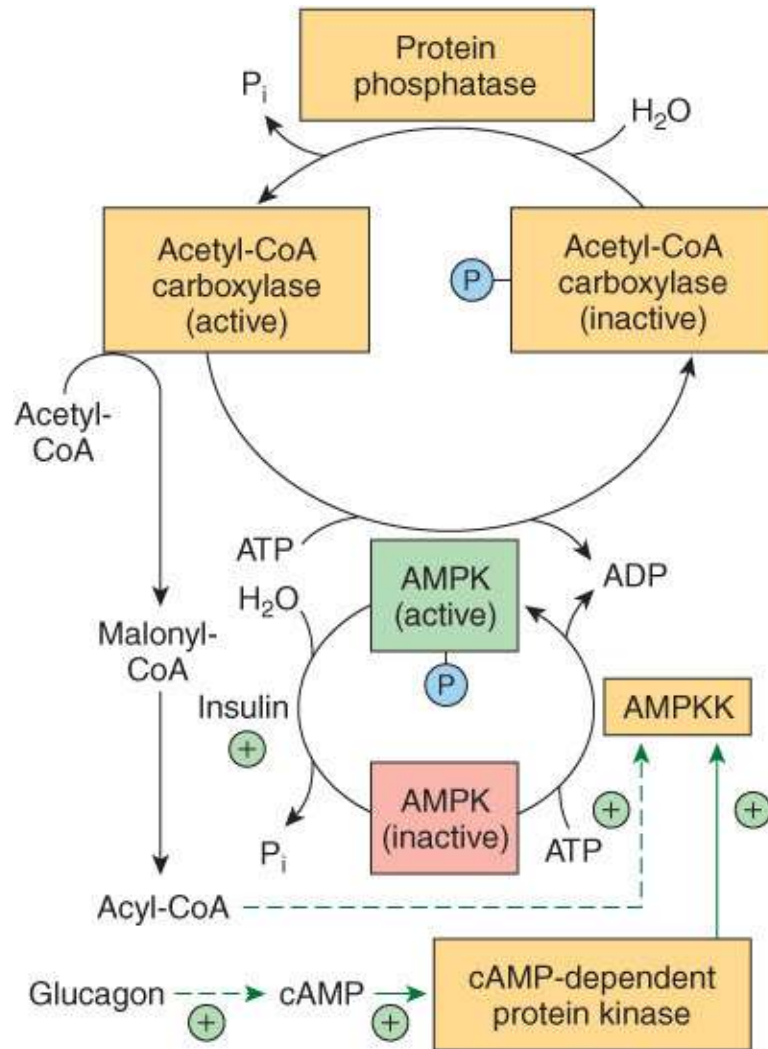 Protein
phosphatase
Pi
H2O
Acetyl-CoA
carboxylase
(active)
P
Acetyl-CoA
carboxylase
(inactive)
Acetyl-
CoA
ATP
ADP
H2O
AMPK
(active)
P
Malonyl-
CoA
Insulin
+
AMPKK
AMPK
(inactive)
Pi
ATP
+
+
Acyl-CoA
Glucagon
+
cAMP
+
cAMP-dependent
protein kinase